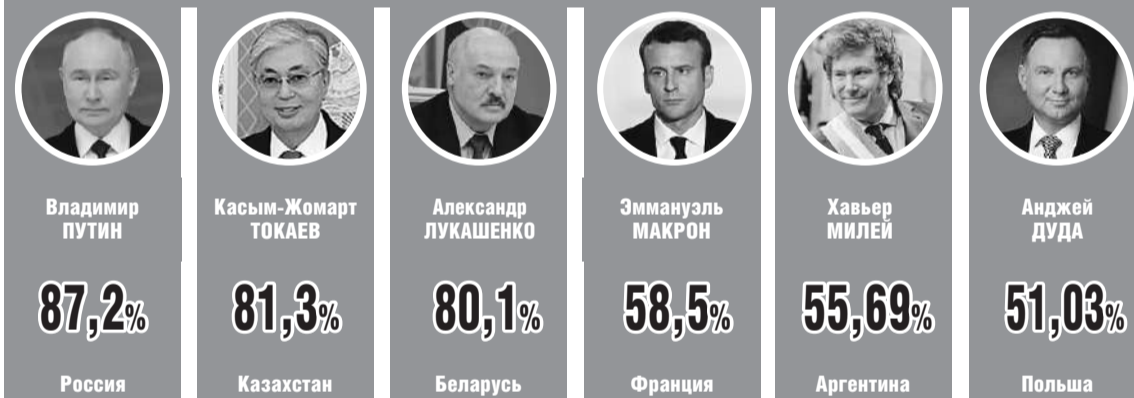 Владимир
ПУТИН
87,2%
Россия
Касым-Жомарт
ТОКАЕВ
81,3%
Казахстан
Александр
ЛУКАШЕНКО
80,1%
Беларусь
Эммануэль
МАКРОН
58,5%
Франция
Хавьер
МИЛЕЙ
55,69%
Аргентина
Анджей
ДУДА
51,03%
Польша